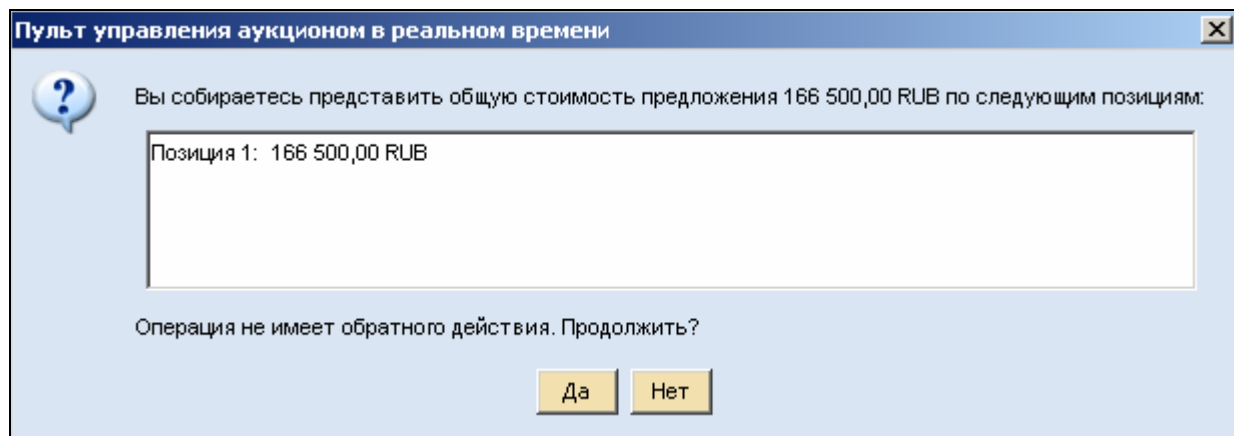 Пульт управления аукционом в реальном времени
Вы собираетесь представить общую стоимость предложения 166 500,00 RUB по следующим позициям:
Позиция 1: 166 500,00 RUB
Операция не имеет обратного действия. Продолжить?
Да Нет